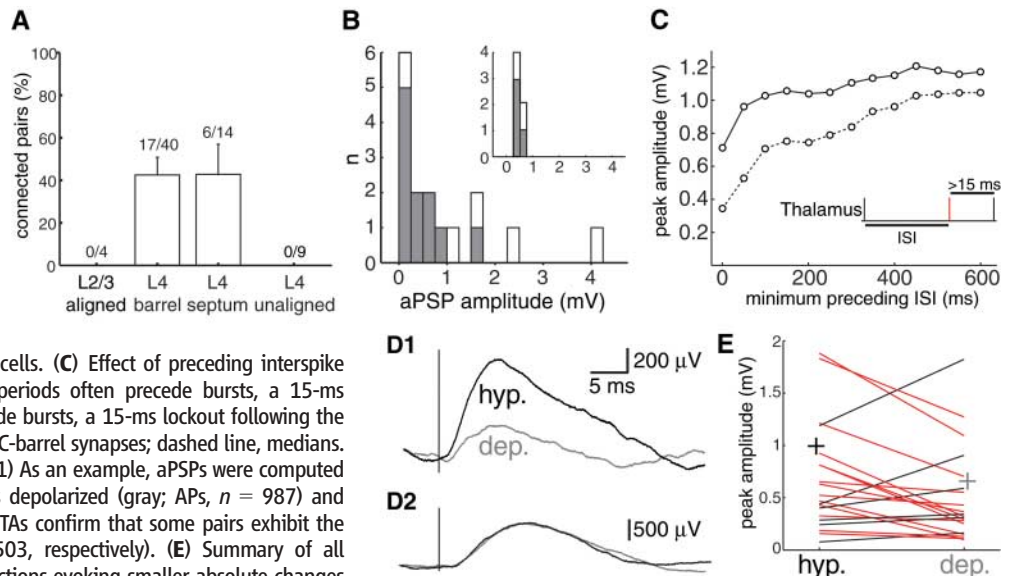 A
connected pairs (%)
100
80
60
40
20
0
0/4
17/40
6/14
0/9
L2/3 L4 L4 L4
aligned barrel septum unaligned
B
n
6
5
4
3
2
1
0
0 1 2 3 4
aPSP amplitude (mV)
4
3
2
1
0
0 1 2 3 4
C
peak amplitude (mV)
1.2
1.0
0.8
0.6
0.4
0.2
Thalamus
>15 ms
ISI
0 200 400 600
minimum preceding ISI (ms)
cells. (C) Effect of preceding interspike
periods often precede bursts, a 15-ms
de bursts, a 15-ms lockout following the
C-barrel synapses; dashed line, medians.
1) As an example, aPSPs were computed
s depolarized (gray; APs, n = 987) and
TAs confirm that some pairs exhibit the
503, respectively). (E) Summary of all
ctions evoking smaller absolute changes
D1
200 µV
5 ms
hyp.
dep.
D2
500 µV
E
peak amplitude (mV)
2
1.5
1
0.5
0
hyp. dep.